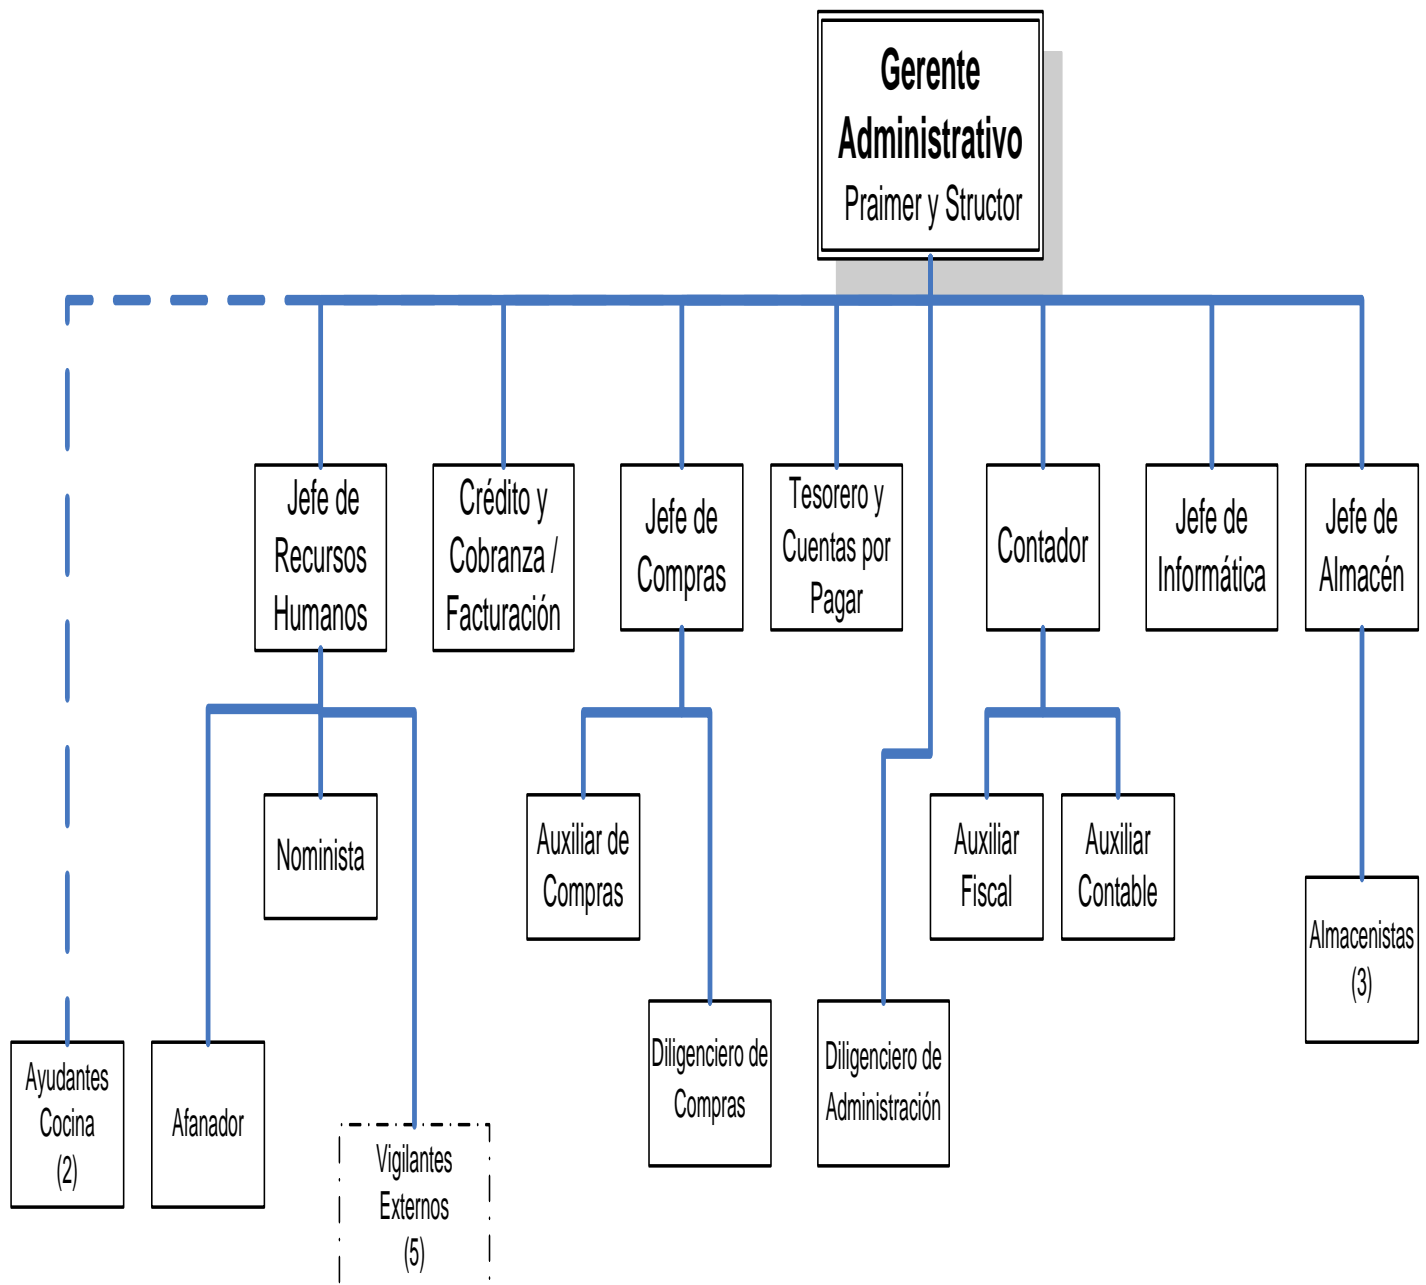 Gerente
Administrativo
Praimer y Structor
Jefe de
Recursos
Humanos
Crédito y
Cobranza /
Facturación
Jefe de
Compras
Tesorero y
Cuentas por
Pagar
Contador
Jefe de
Informática
Jefe de
Almacén
Nominista
Auxiliar de
Compras
Auxiliar
Fiscal
Auxiliar
Contable
Almacenistas
(3)
Ayudantes
Cocina
(2)
Afanador
Vigilantes
Externos
(5)
Diligenciero de
Compras
Diligenciero de
Administración